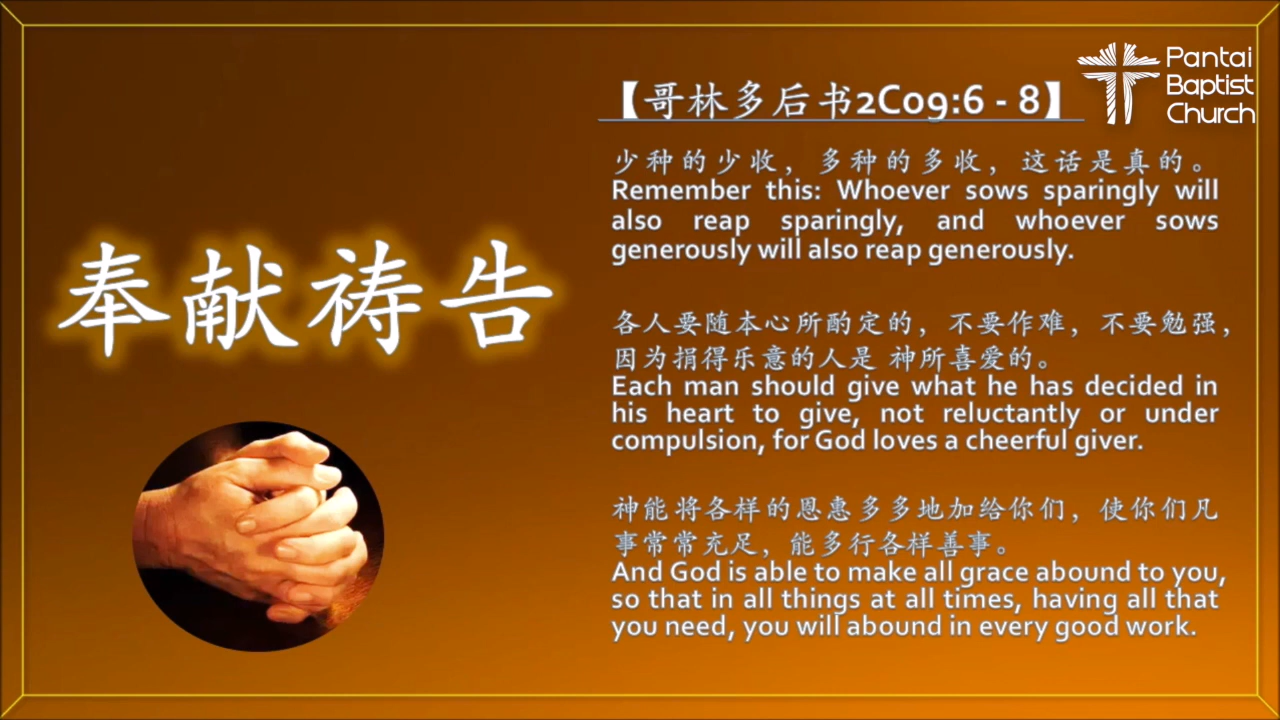 奉献祷告
【哥林多后书2Co9:6 - 8】
Pantai
Baptist
Church
少种的少收，多种的多收，这话是真的。
Remember this: Whoever sows sparingly will
also reap sparingly, and whoever sows
generously will also reap generously.
各人要随本心所酌定的，不要作难，不要勉强，
因为捐得乐意的人是 神所喜爱的。
Each man should give what he has decided in
his heart to give, not reluctantly or under
compulsion, for God loves a cheerful giver.
神能将各样的恩惠多多地加给你们，使你们凡
事常常充足，能多行各样善事。
And God is able to make all grace abound to you,
so that in all things at all times, having all that
you need, you will abound in every good work.